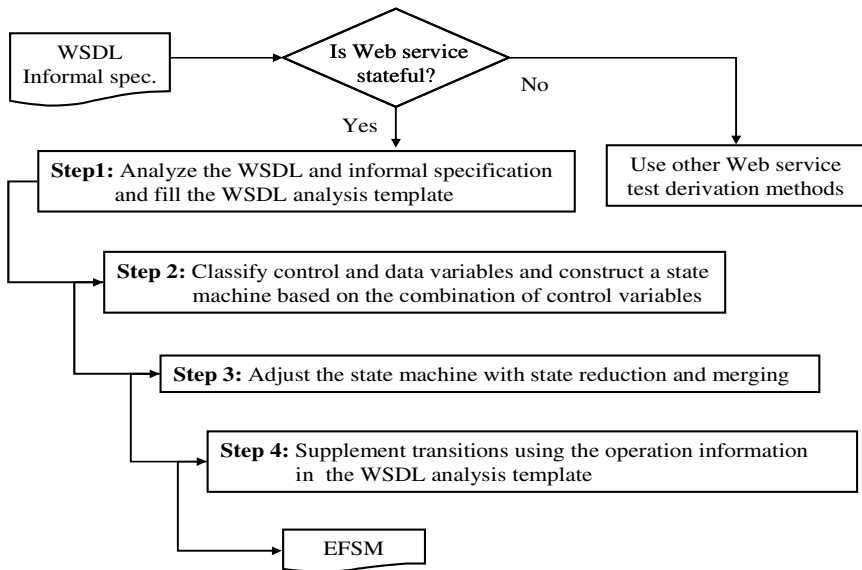 WSDL
Informal spec.
Is Web service
stateful?
No
Yes
Step1: Analyze the WSDL and informal specification
and fill the WSDL analysis template
Use other Web service
test derivation methods
Step 2: Classify control and data variables and construct a state
machine based on the combination of control variables
Step 3: Adjust the state machine with state reduction and merging
Step 4: Supplement transitions using the operation information
in the WSDL analysis template
EFSM